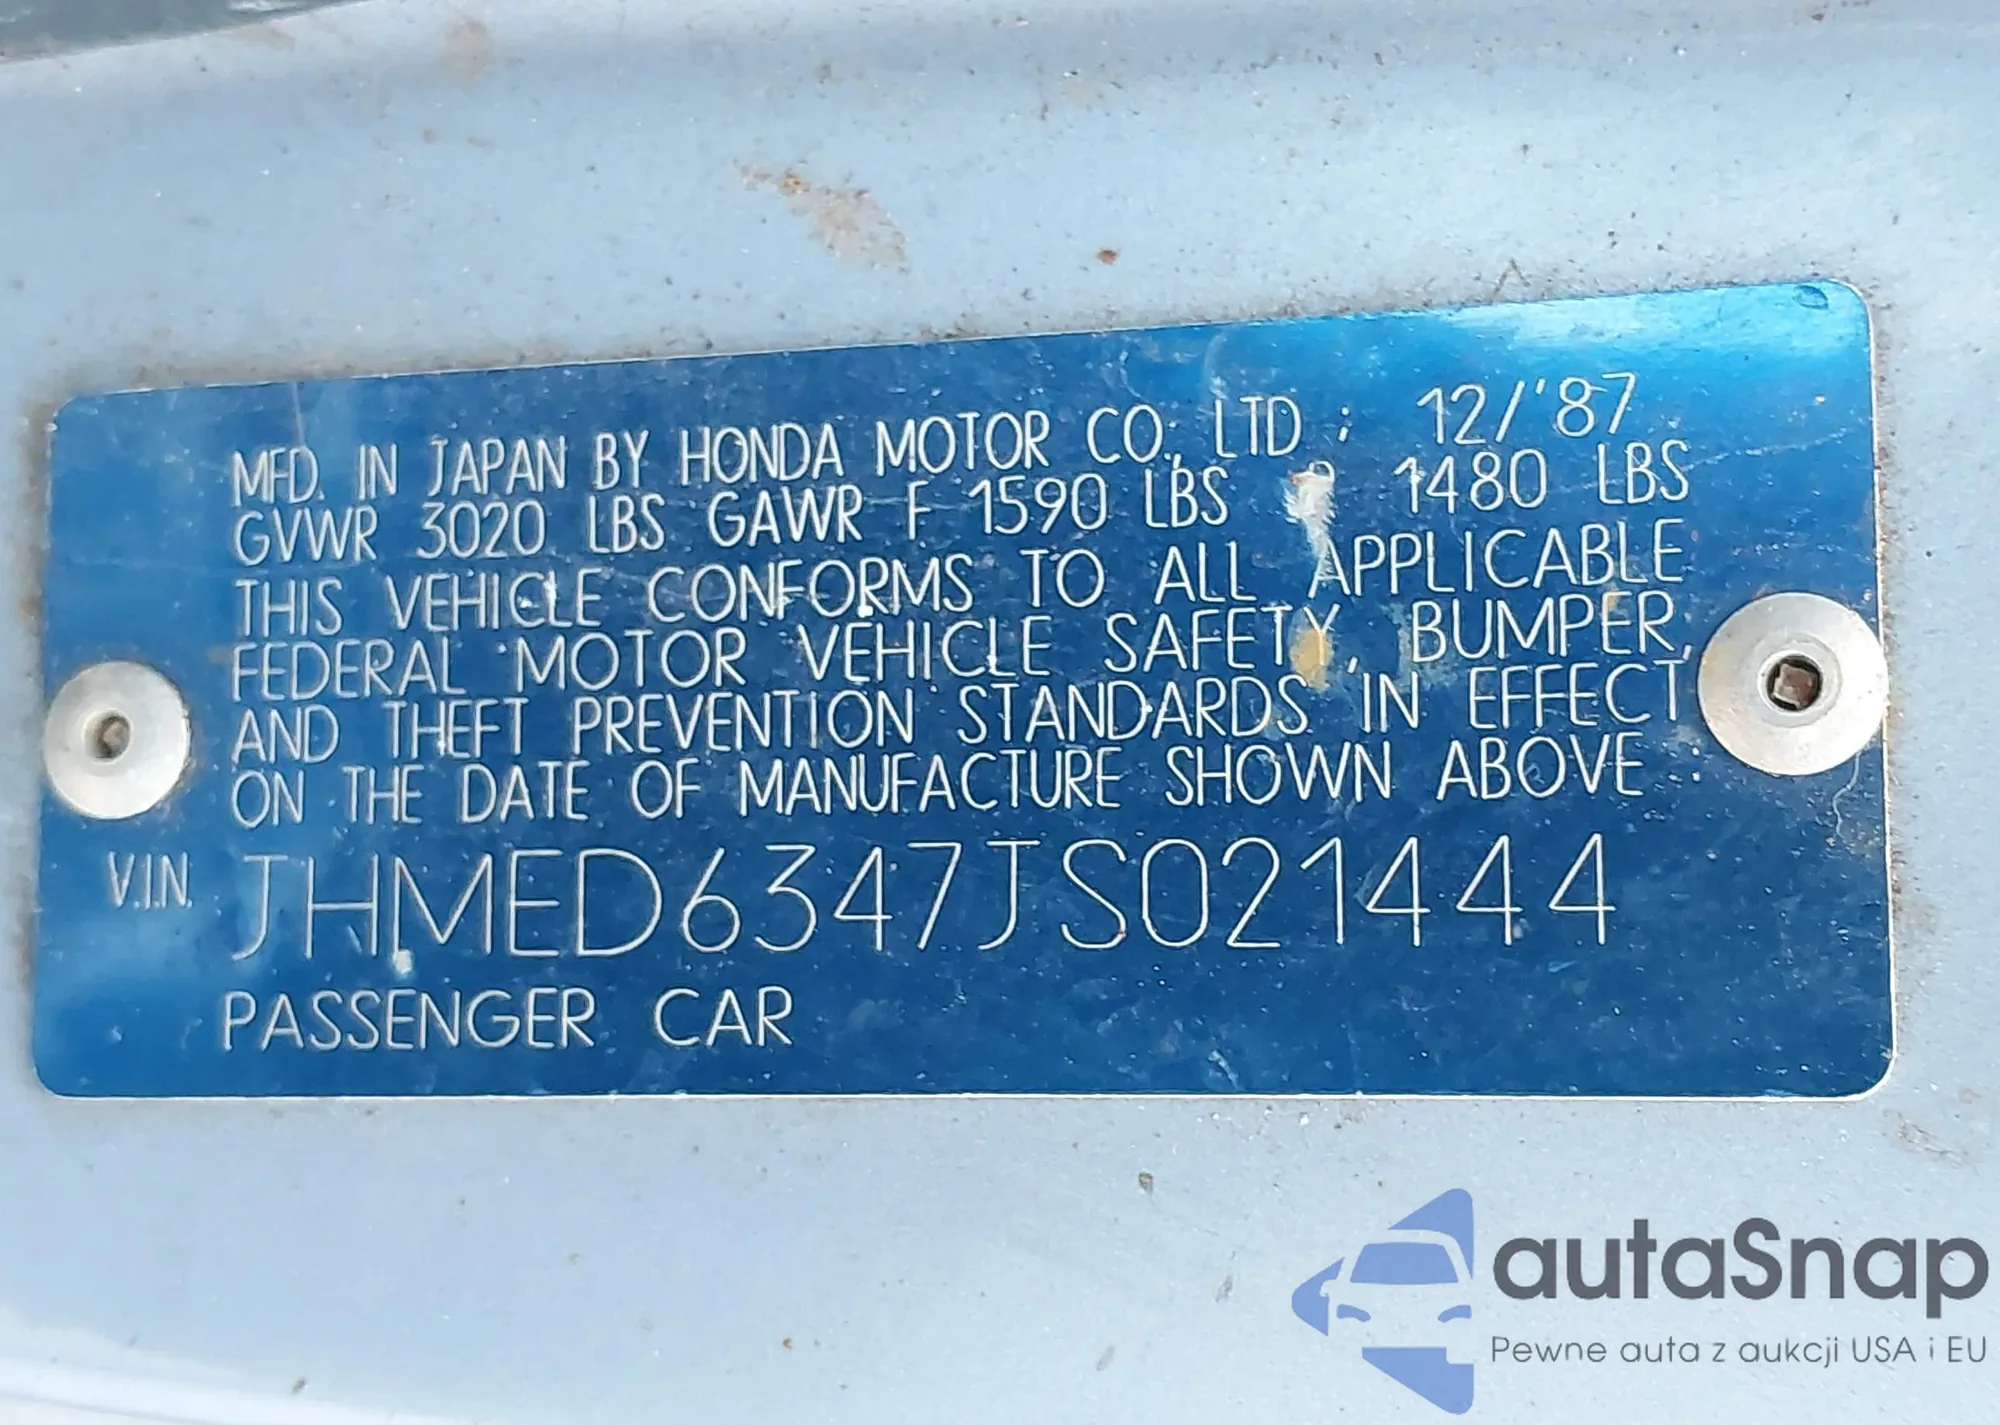 MFD. IN JAPAN BY HONDA MOTOR CO., LTD ; 12/'87
GVWR 3020 LBS GAWR F 1590 LBS 1480 LBS
THIS VEHICLE CONFORMS TO ALL APPLICABLE
FEDERAL MOTOR VEHICLE SAFETY, BUMPER,
AND THEFT PREVENTION STANDARDS IN EFFECT
ON THE DATE OF MANUFACTURE SHOWN ABOVE.
V.I.N. JHMED6347JS021444
PASSENGER CAR
autaSnap
Pewne auta z aukcji USA i EU